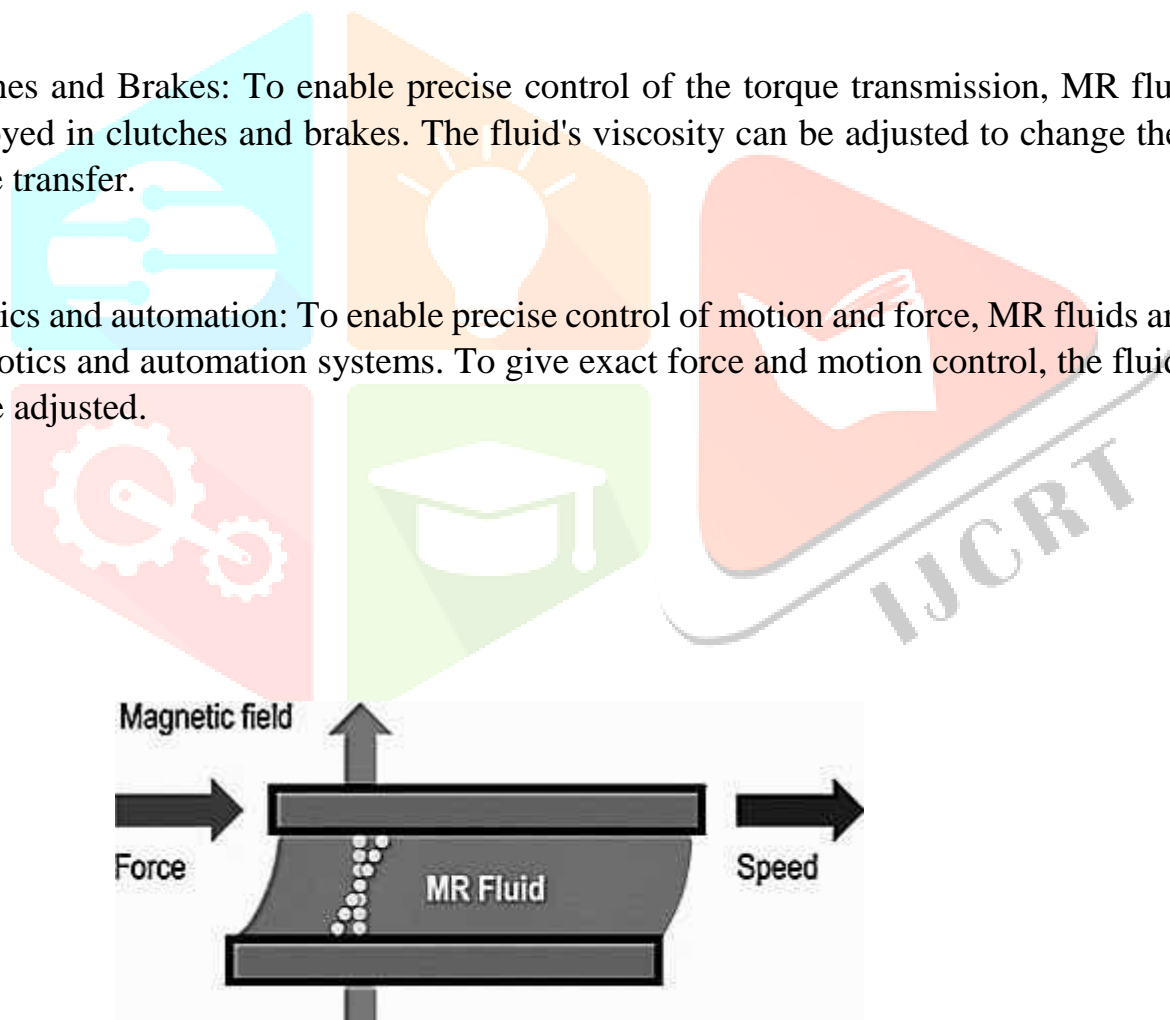 nes and Brakes: To enable precise control of the torque transmission, MR flu
yed in clutches and brakes. The fluid's viscosity can be adjusted to change the
e transfer.
ics and automation: To enable precise control of motion and force, MR fluids ar
otics and automation systems. To give exact force and motion control, the fluid
e adjusted.
IJCRT
Magnetic field
Force
MR Fluid
Speed